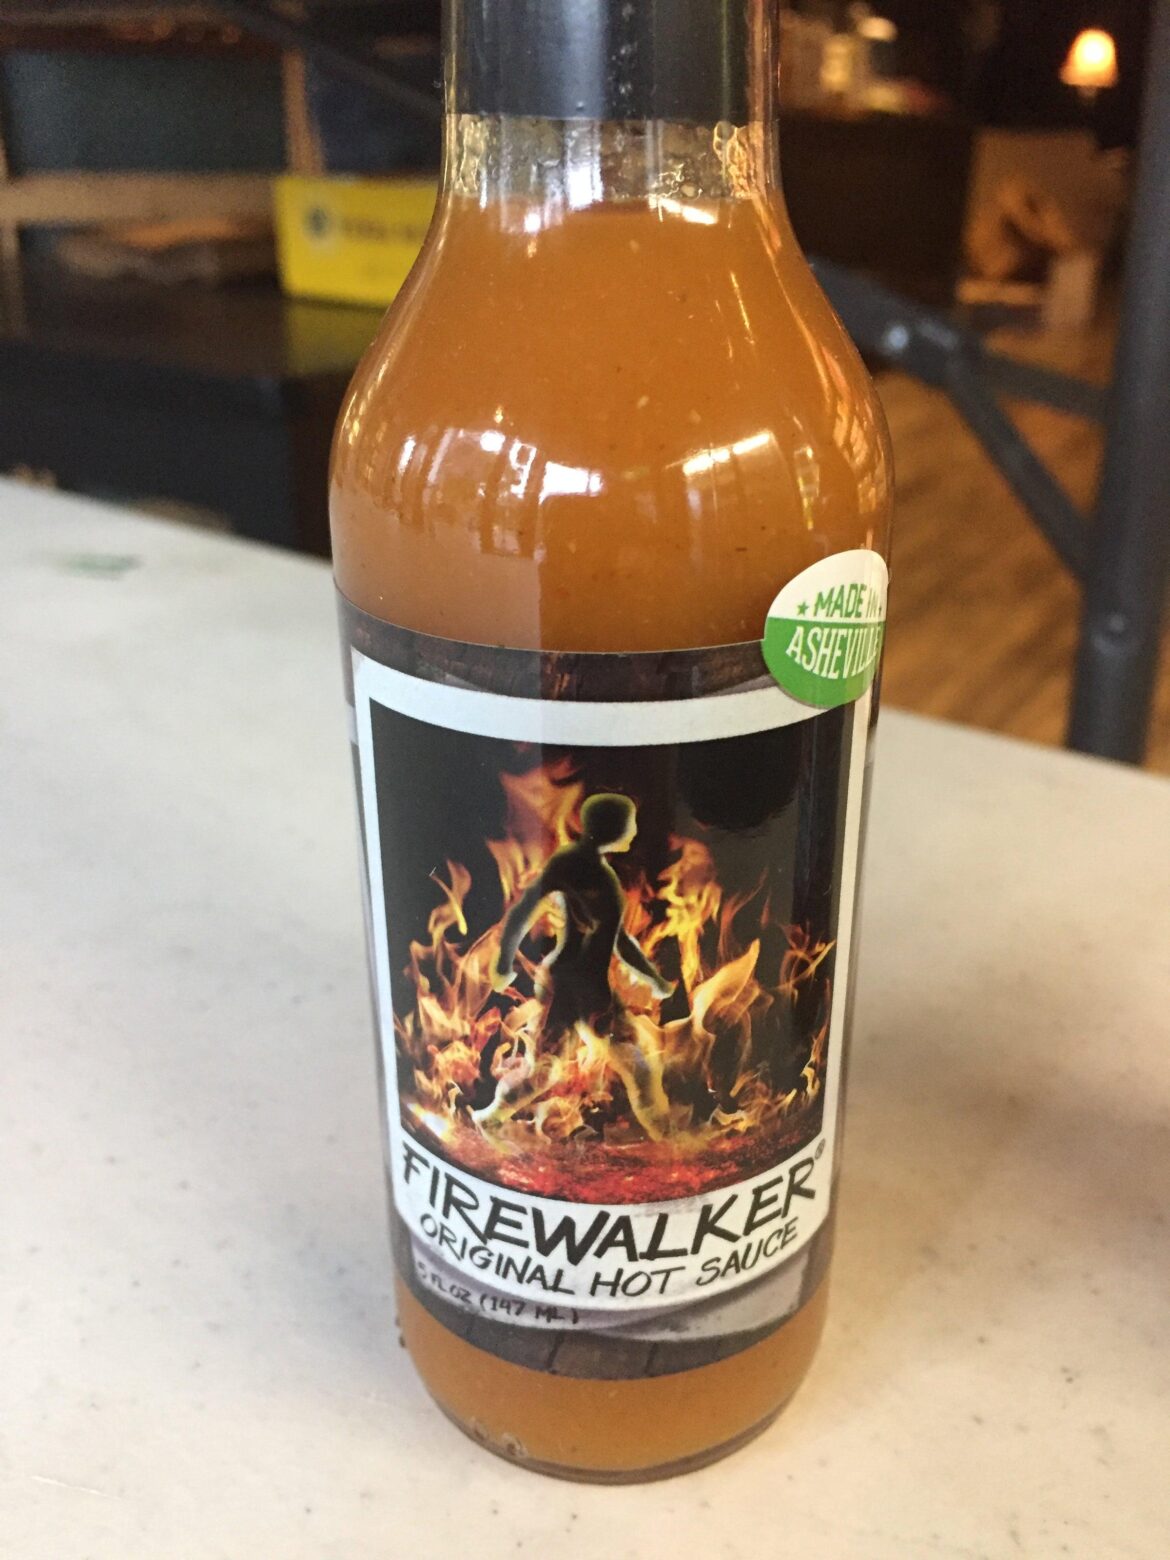 ★ MADE IN ★
ASHEVILLE
FIREWALKER®
ORIGINAL HOT SAUCE
5 FL OZ (147 ML)